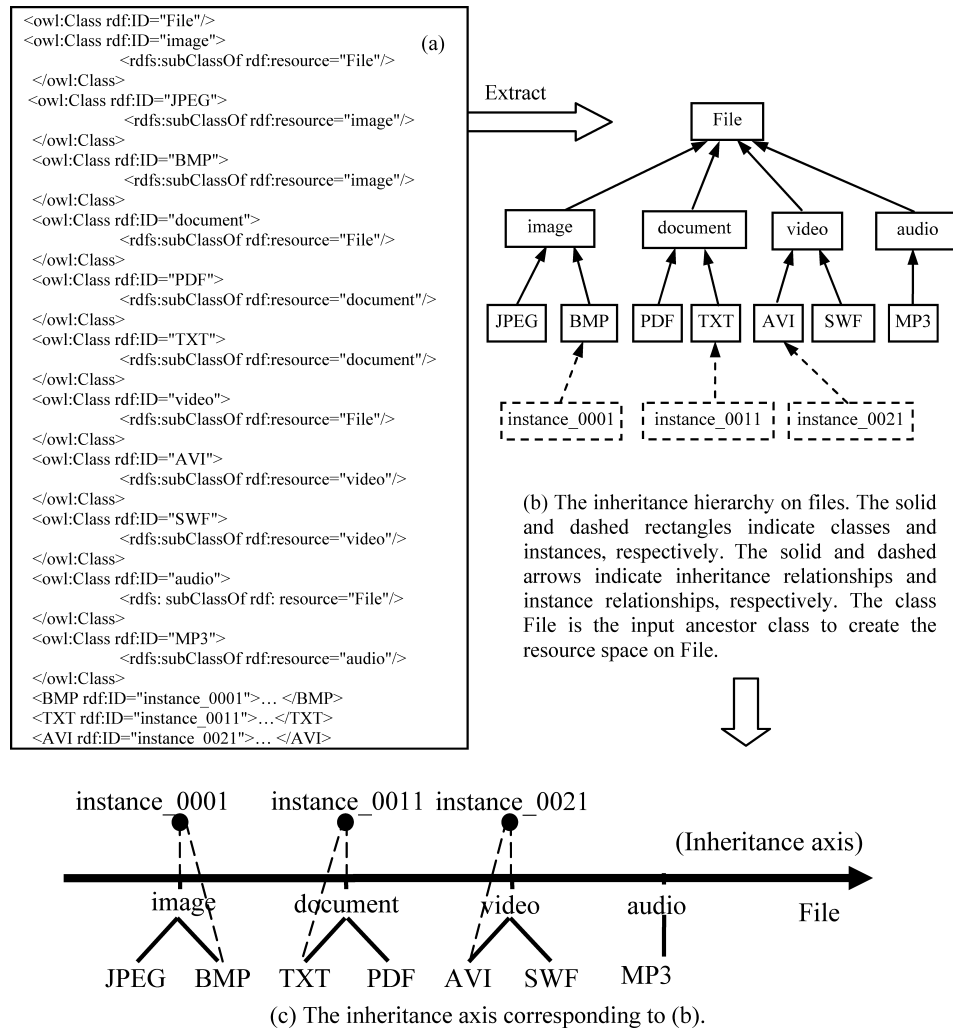 <owl:Class rdf:ID="File"/>
<owl:Class rdf:ID="image">
(a)
<rdfs:subClassOf rdf:resource="File"/>
</owl:Class>
<owl:Class rdf:ID="JPEG">
<rdfs:subClassOf rdf:resource="image"/>
</owl:Class>
<owl:Class rdf:ID="BMP">
<rdfs:subClassOf rdf:resource="image"/>
</owl:Class>
<owl:Class rdf:ID="document">
<rdfs:subClassOf rdf:resource="File"/>
</owl:Class>
<owl:Class rdf:ID="PDF">
<rdfs:subClassOf rdf:resource="document"/>
</owl:Class>
<owl:Class rdf:ID="TXT">
<rdfs:subClassOf rdf:resource="document"/>
</owl:Class>
<owl:Class rdf:ID="video">
<rdfs:subClassOf rdf:resource="File"/>
</owl:Class>
<owl:Class rdf:ID="AVI">
<rdfs:subClassOf rdf:resource="video"/>
</owl:Class>
<owl:Class rdf:ID="SWF">
<rdfs:subClassOf rdf:resource="video"/>
</owl:Class>
<owl:Class rdf:ID="audio">
<rdfs: subClassOf rdf: resource="File"/>
</owl:Class>
<owl:Class rdf:ID="MP3">
<rdfs:subClassOf rdf:resource="audio"/>
</owl:Class>
<BMP rdf:ID="instance_0001">… </BMP>
<TXT rdf:ID="instance_0011">…</TXT>
<AVI rdf:ID="instance_0021">… </AVI>
Extract
File
image document video audio
JPEG BMP PDF TXT AVI SWF MP3
instance_0001 instance_0011 instance_0021
(b) The inheritance hierarchy on files. The solid
and dashed rectangles indicate classes and
instances, respectively. The solid and dashed
arrows indicate inheritance relationships and
instance relationships, respectively. The class
File is the input ancestor class to create the
resource space on File.
instance_0001 instance_0011 instance_0021
(Inheritance axis)
image document video audio
File
JPEG BMP TXT PDF AVI SWF MP3
(c) The inheritance axis corresponding to (b).